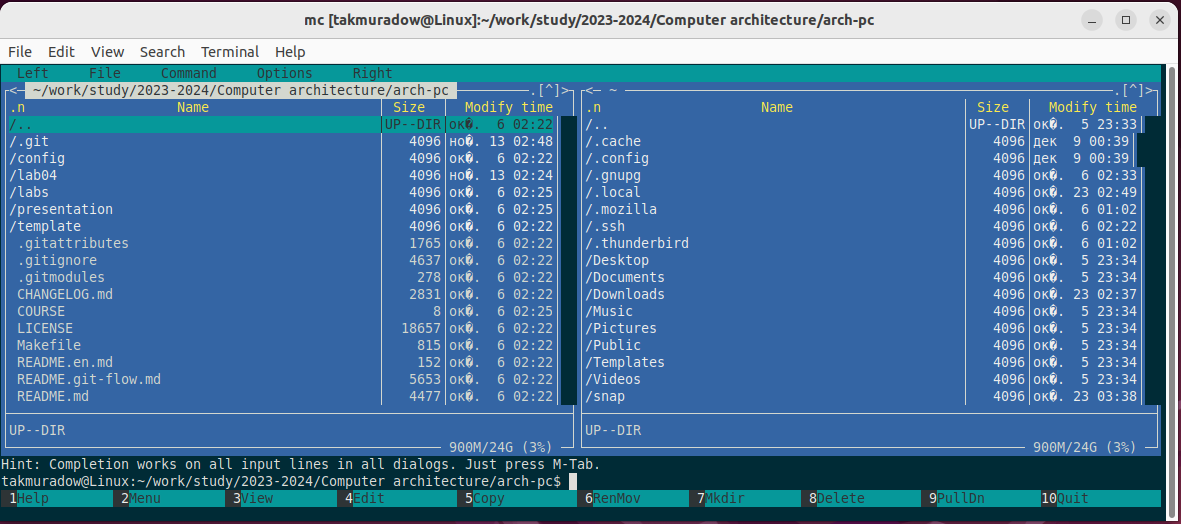 mc [takmuradow@Linux]:~/work/study/2023-2024/Computer architecture/arch-pc
File Edit View Search Terminal Help
Left File Command Options Right
<─ ~/work/study/2023-2024/Computer architecture/arch-pc ─.[^]> <─ ~ ─.[^]>
.n Name Size Modify time .n Name Size Modify time
/.. UP--DIR ок�. 6 02:22 /.. UP--DIR ок�. 5 23:33
/.git 4096 но�. 13 02:48 /.cache 4096 дек 9 00:39
/config 4096 ок�. 6 02:22 /.config 4096 дек 9 00:39
/lab04 4096 но�. 13 02:24 /.gnupg 4096 ок�. 6 02:33
/labs 4096 ок�. 6 02:25 /.local 4096 ок�. 23 02:49
/presentation 4096 ок�. 6 02:25 /.mozilla 4096 ок�. 6 01:02
/template 4096 ок�. 6 02:22 /.ssh 4096 ок�. 6 02:22
.gitattributes 1765 ок�. 6 02:22 /.thunderbird 4096 ок�. 6 01:02
.gitignore 4637 ок�. 6 02:22 /Desktop 4096 ок�. 5 23:34
.gitmodules 278 ок�. 6 02:22 /Documents 4096 ок�. 5 23:34
CHANGELOG.md 2831 ок�. 6 02:22 /Downloads 4096 ок�. 23 02:37
COURSE 8 ок�. 6 02:25 /Music 4096 ок�. 5 23:34
LICENSE 18657 ок�. 6 02:22 /Pictures 4096 ок�. 5 23:34
Makefile 815 ок�. 6 02:22 /Public 4096 ок�. 5 23:34
README.en.md 152 ок�. 6 02:22 /Templates 4096 ок�. 5 23:34
README.git-flow.md 5653 ок�. 6 02:22 /Videos 4096 ок�. 5 23:34
README.md 4477 ок�. 6 02:22 /snap 4096 ок�. 23 03:38
UP--DIR UP--DIR
900M/24G (3%) 900M/24G (3%)
Hint: Completion works on all input lines in all dialogs. Just press M-Tab.
takmuradow@Linux:~/work/study/2023-2024/Computer architecture/arch-pc$
1Help 2Menu 3View 4Edit 5Copy 6RenMov 7Mkdir 8Delete 9PullDn 10Quit